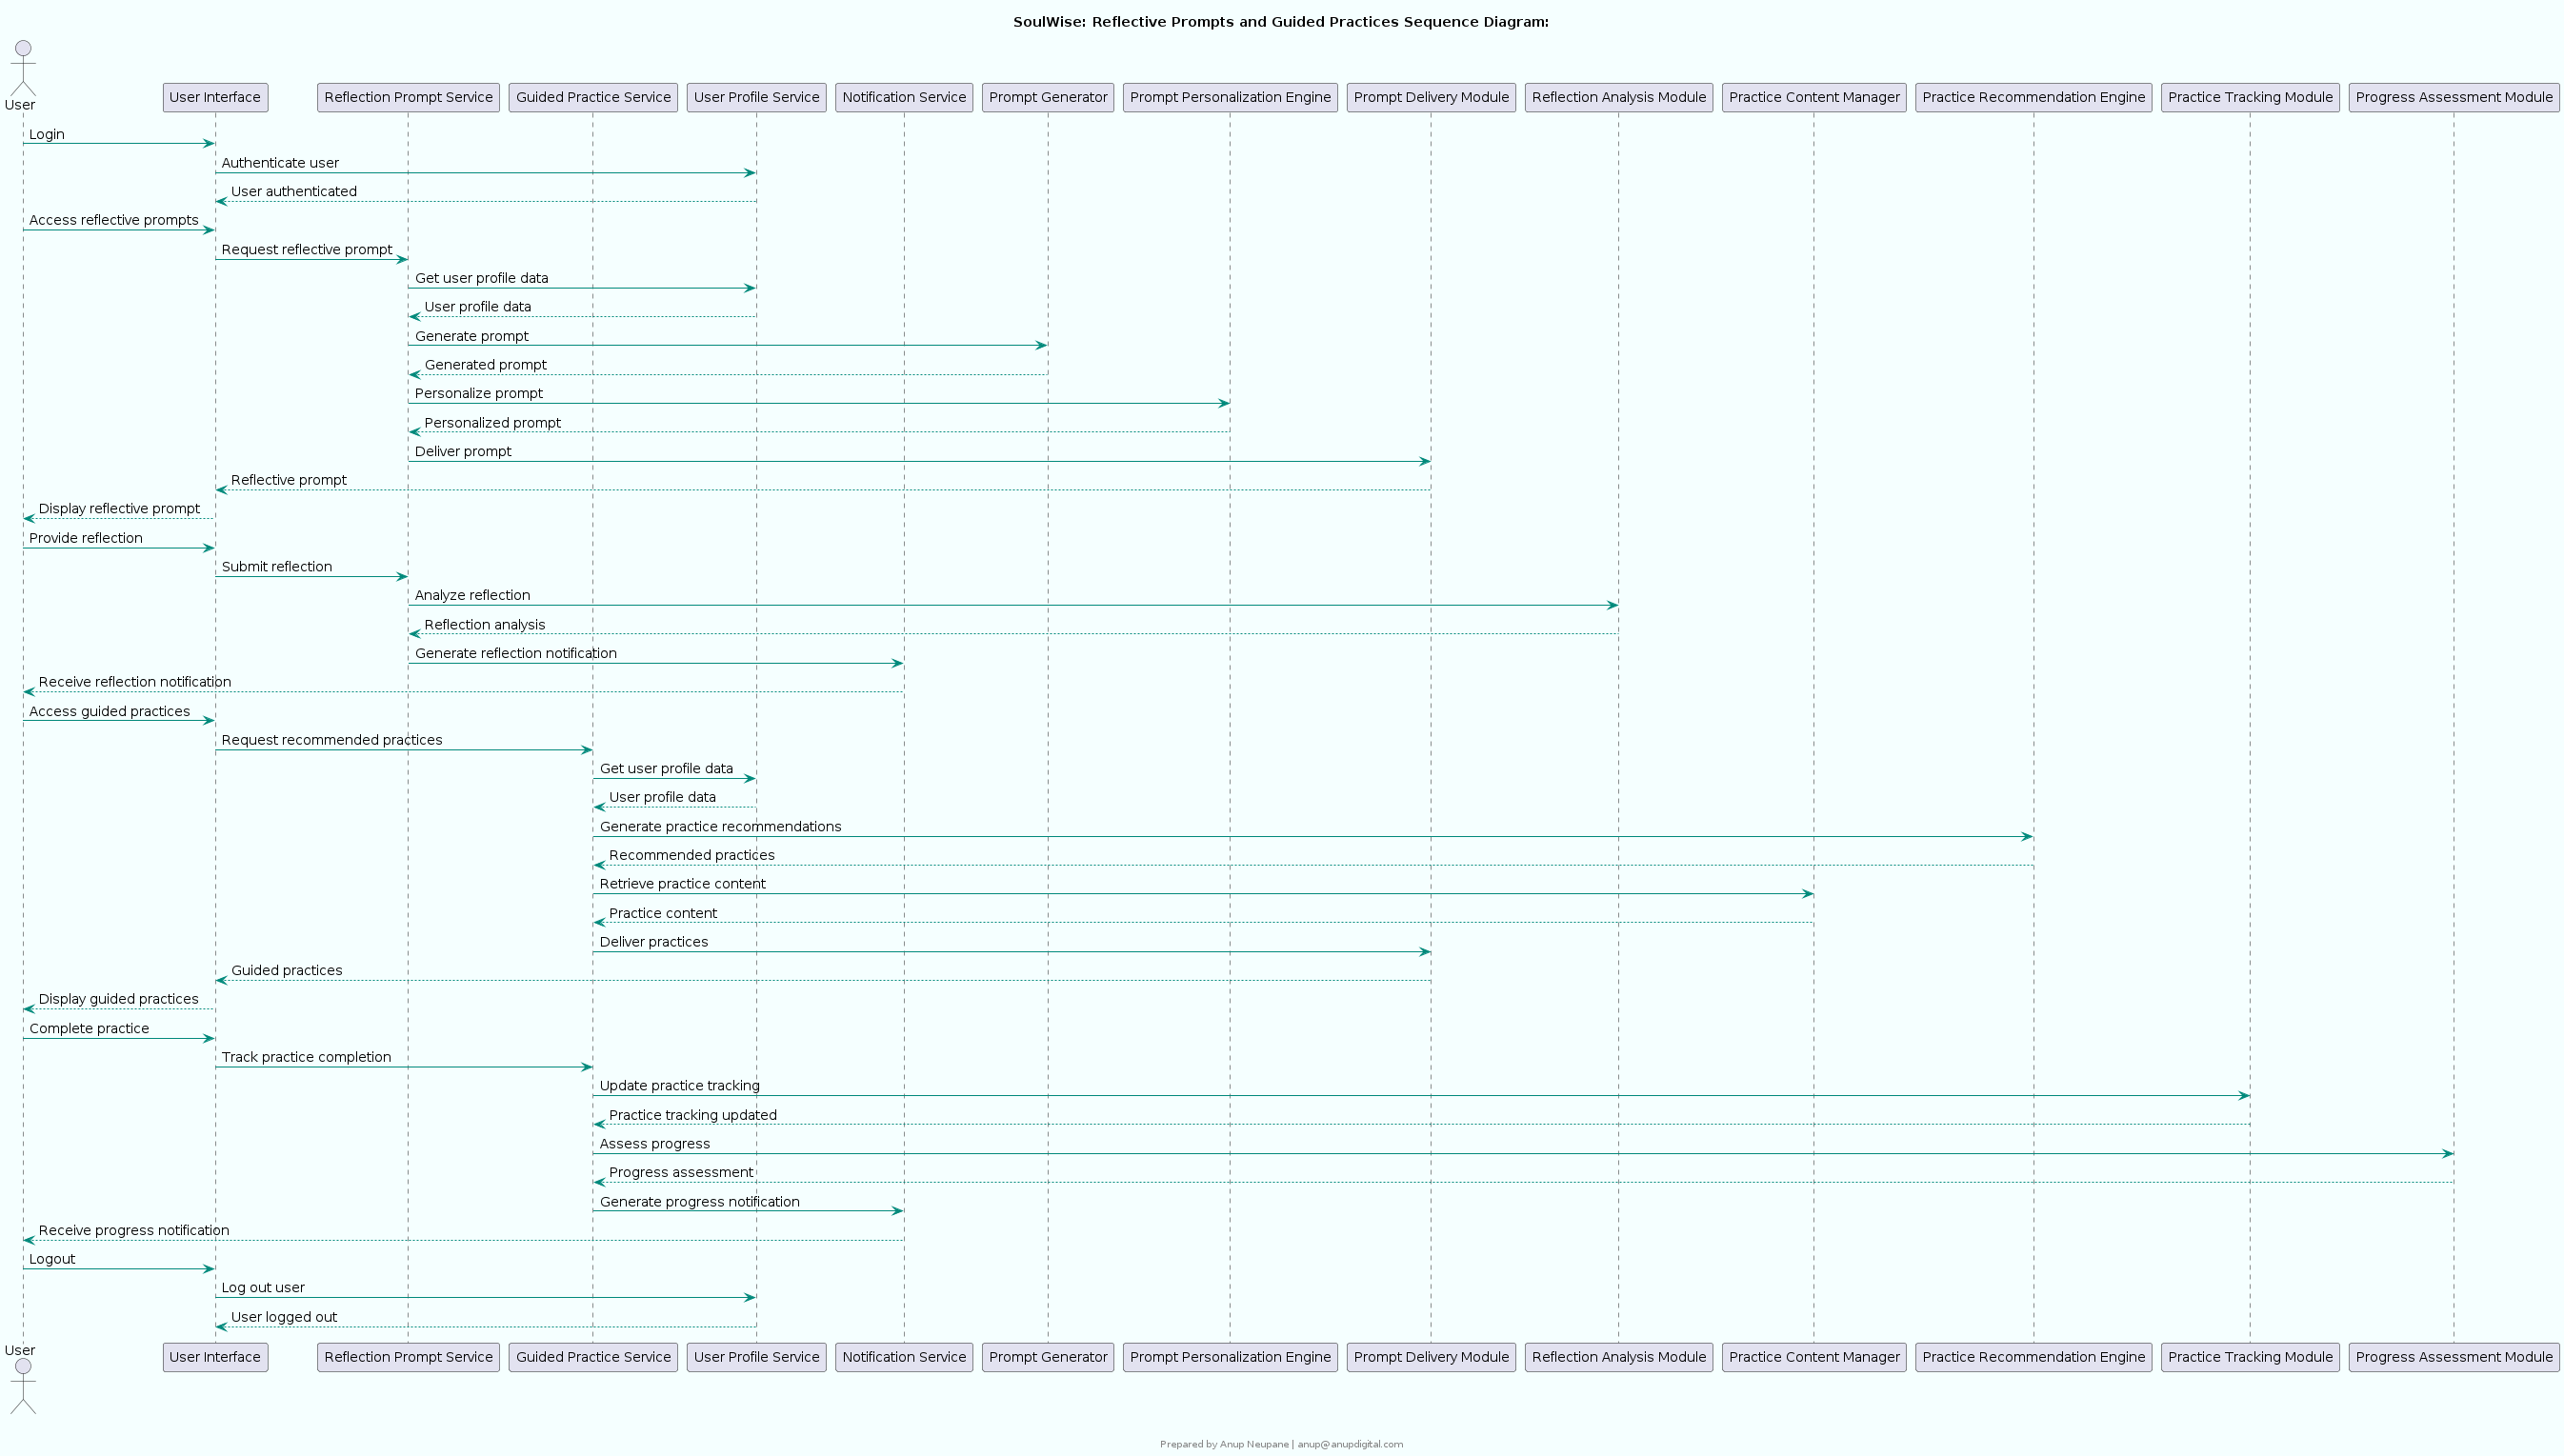 SoulWise: Reflective Prompts and Guided Practices Sequence Diagram:
User
User Interface
Reflection Prompt Service
Guided Practice Service
User Profile Service
Notification Service
Prompt Generator
Prompt Personalization Engine
Prompt Delivery Module
Reflection Analysis Module
Practice Content Manager
Practice Recommendation Engine
Practice Tracking Module
Progress Assessment Module
Login
Authenticate user
User authenticated
Access reflective prompts
Request reflective prompt
Get user profile data
User profile data
Generate prompt
Generated prompt
Personalize prompt
Personalized prompt
Deliver prompt
Reflective prompt
Display reflective prompt
Provide reflection
Submit reflection
Analyze reflection
Reflection analysis
Generate reflection notification
Receive reflection notification
Access guided practices
Request recommended practices
Get user profile data
User profile data
Generate practice recommendations
Recommended practices
Retrieve practice content
Practice content
Deliver practices
Guided practices
Display guided practices
Complete practice
Track practice completion
Update practice tracking
Practice tracking updated
Assess progress
Progress assessment
Generate progress notification
Receive progress notification
Logout
Log out user
User logged out
User
User Interface
Reflection Prompt Service
Guided Practice Service
User Profile Service
Notification Service
Prompt Generator
Prompt Personalization Engine
Prompt Delivery Module
Reflection Analysis Module
Practice Content Manager
Practice Recommendation Engine
Practice Tracking Module
Progress Assessment Module
Prepared by Anup Neupane | anup@anupdigital.com